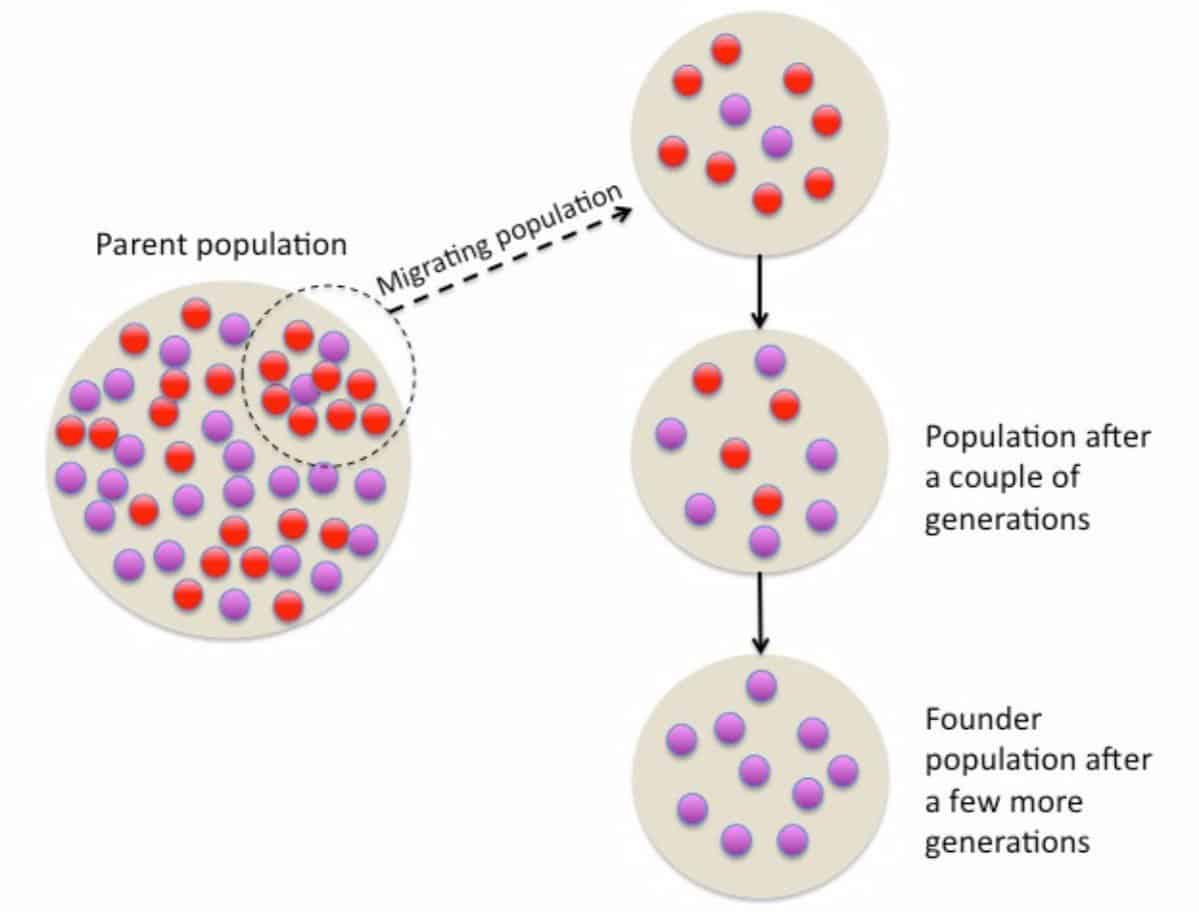 Parent population
Migrating population
Population after
a couple of
generations
Founder
population after
a few more
generations